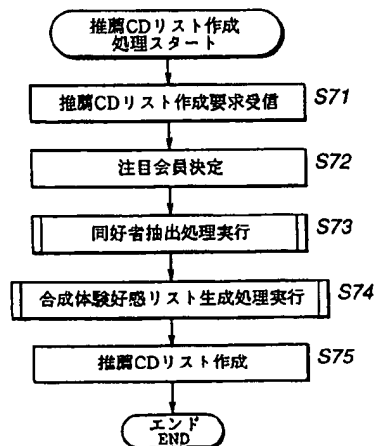 推薦CDリスト作成
処理スタート
推薦CDリスト作成要求受信
S71
注目会員決定
S72
同好者抽出処理実行
S73
合成体験好感リスト生成処理実行
S74
推薦CDリスト作成
S75
エンド
END